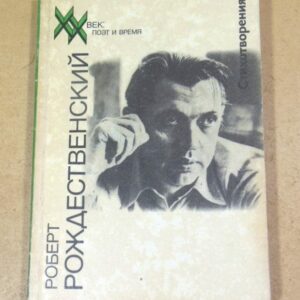 XX ВЕК:
ПОЭТ И ВРЕМЯ
РОБЕРТ
РОЖДЕСТВЕНСКИЙ
Стихотворения